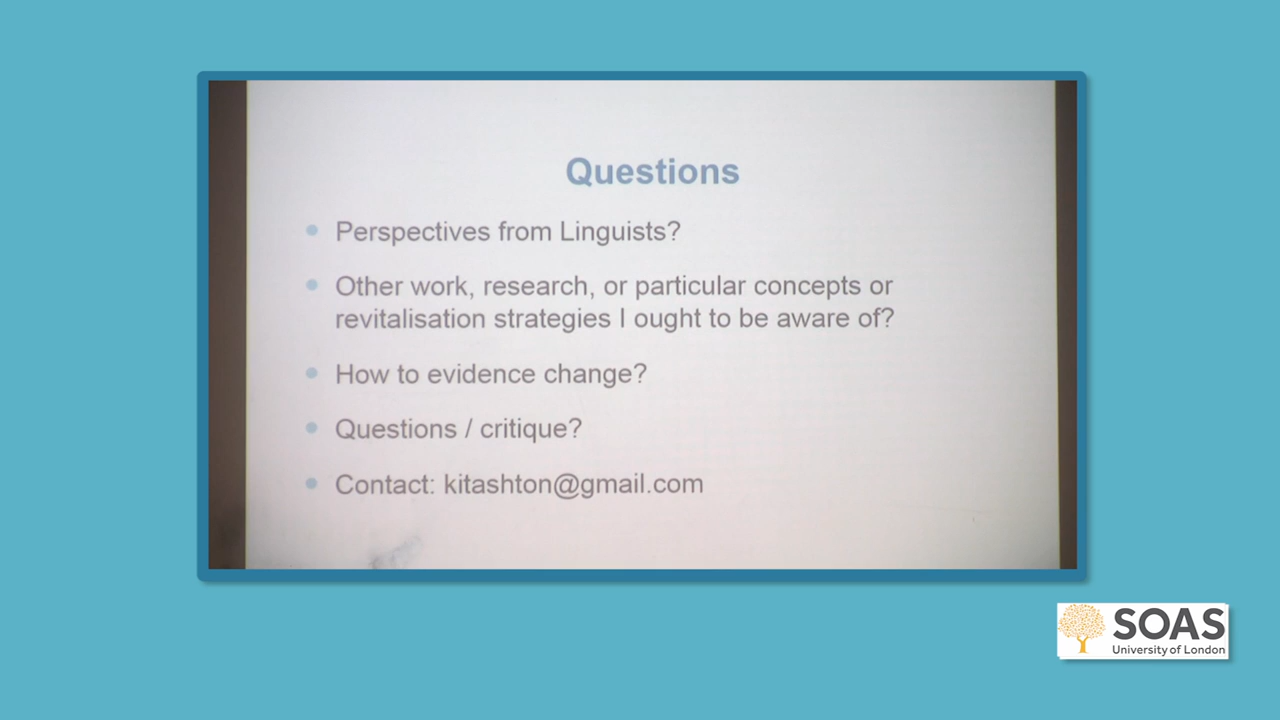 Questions
Perspectives from Linguists?
Other work, research, or particular concepts or
revitalisation strategies I ought to be aware of?
How to evidence change?
Questions / critique?
Contact: kitashton@gmail.com
SOAS
University of London